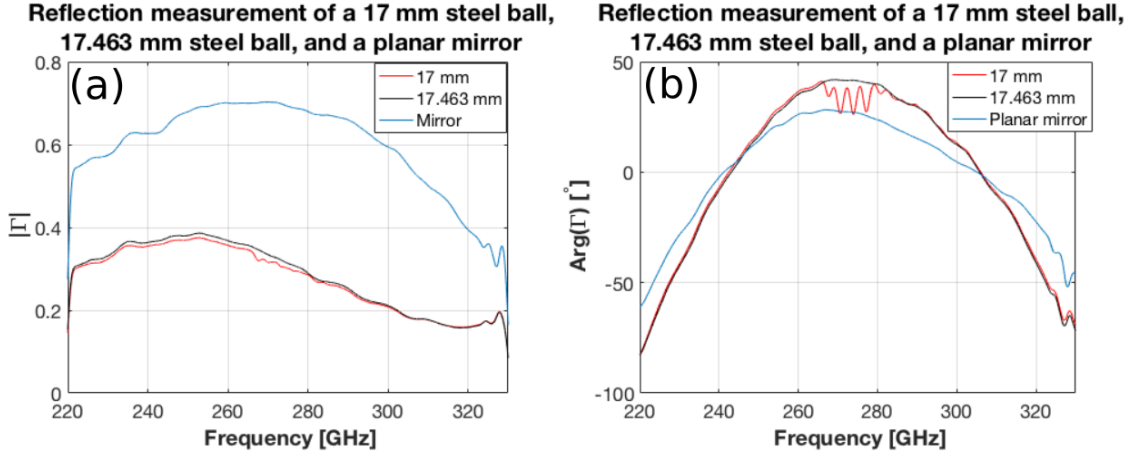 Reflection measurement of a 17 mm steel ball,
17.463 mm steel ball, and a planar mirror
(a)
17 mm
17.463 mm
Mirror
0.8
0.6
0.4
0.2
0
|Γ|
220 240 260 280 300 320
Frequency [GHz]
Reflection measurement of a 17 mm steel ball,
17.463 mm steel ball, and a planar mirror
(b)
17 mm
17.463 mm
Planar mirror
50
0
-50
-100
Arg(Γ) [°]
220 240 260 280 300 320
Frequency [GHz]